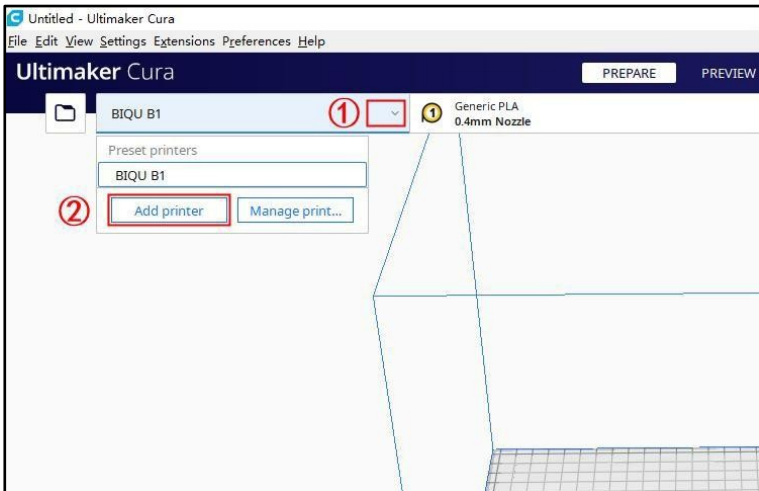 Untitled - Ultimaker Cura
File Edit View Settings Extensions Preferences Help
Ultimaker Cura
PREPARE PREVIEW
BIQU B1
①
1
Generic PLA
0.4mm Nozzle
Preset printers
BIQU B1
②
Add printer
Manage print...